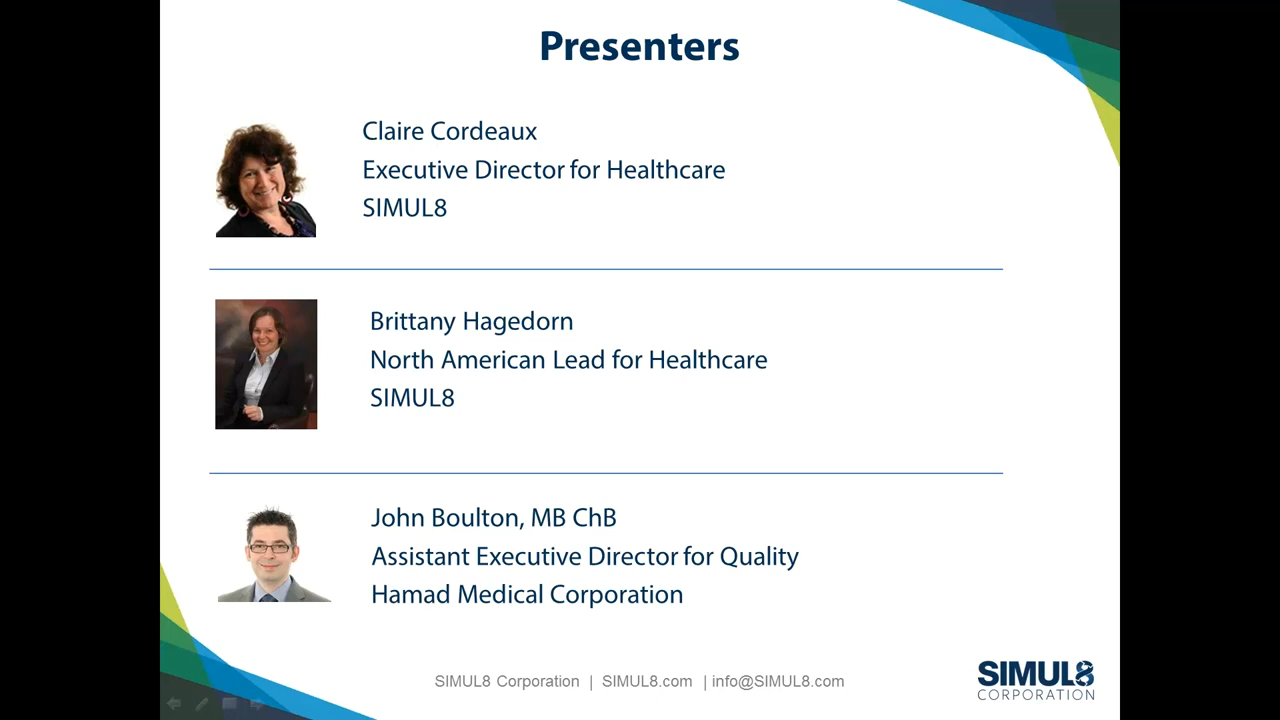 Presenters
Claire Cordeaux
Executive Director for Healthcare
SIMUL8
Brittany Hagedorn
North American Lead for Healthcare
SIMUL8
John Boulton, MB ChB
Assistant Executive Director for Quality
Hamad Medical Corporation
SIMUL8 Corporation | SIMUL8.com | info@SIMUL8.com
SIMUL8
CORPORATION